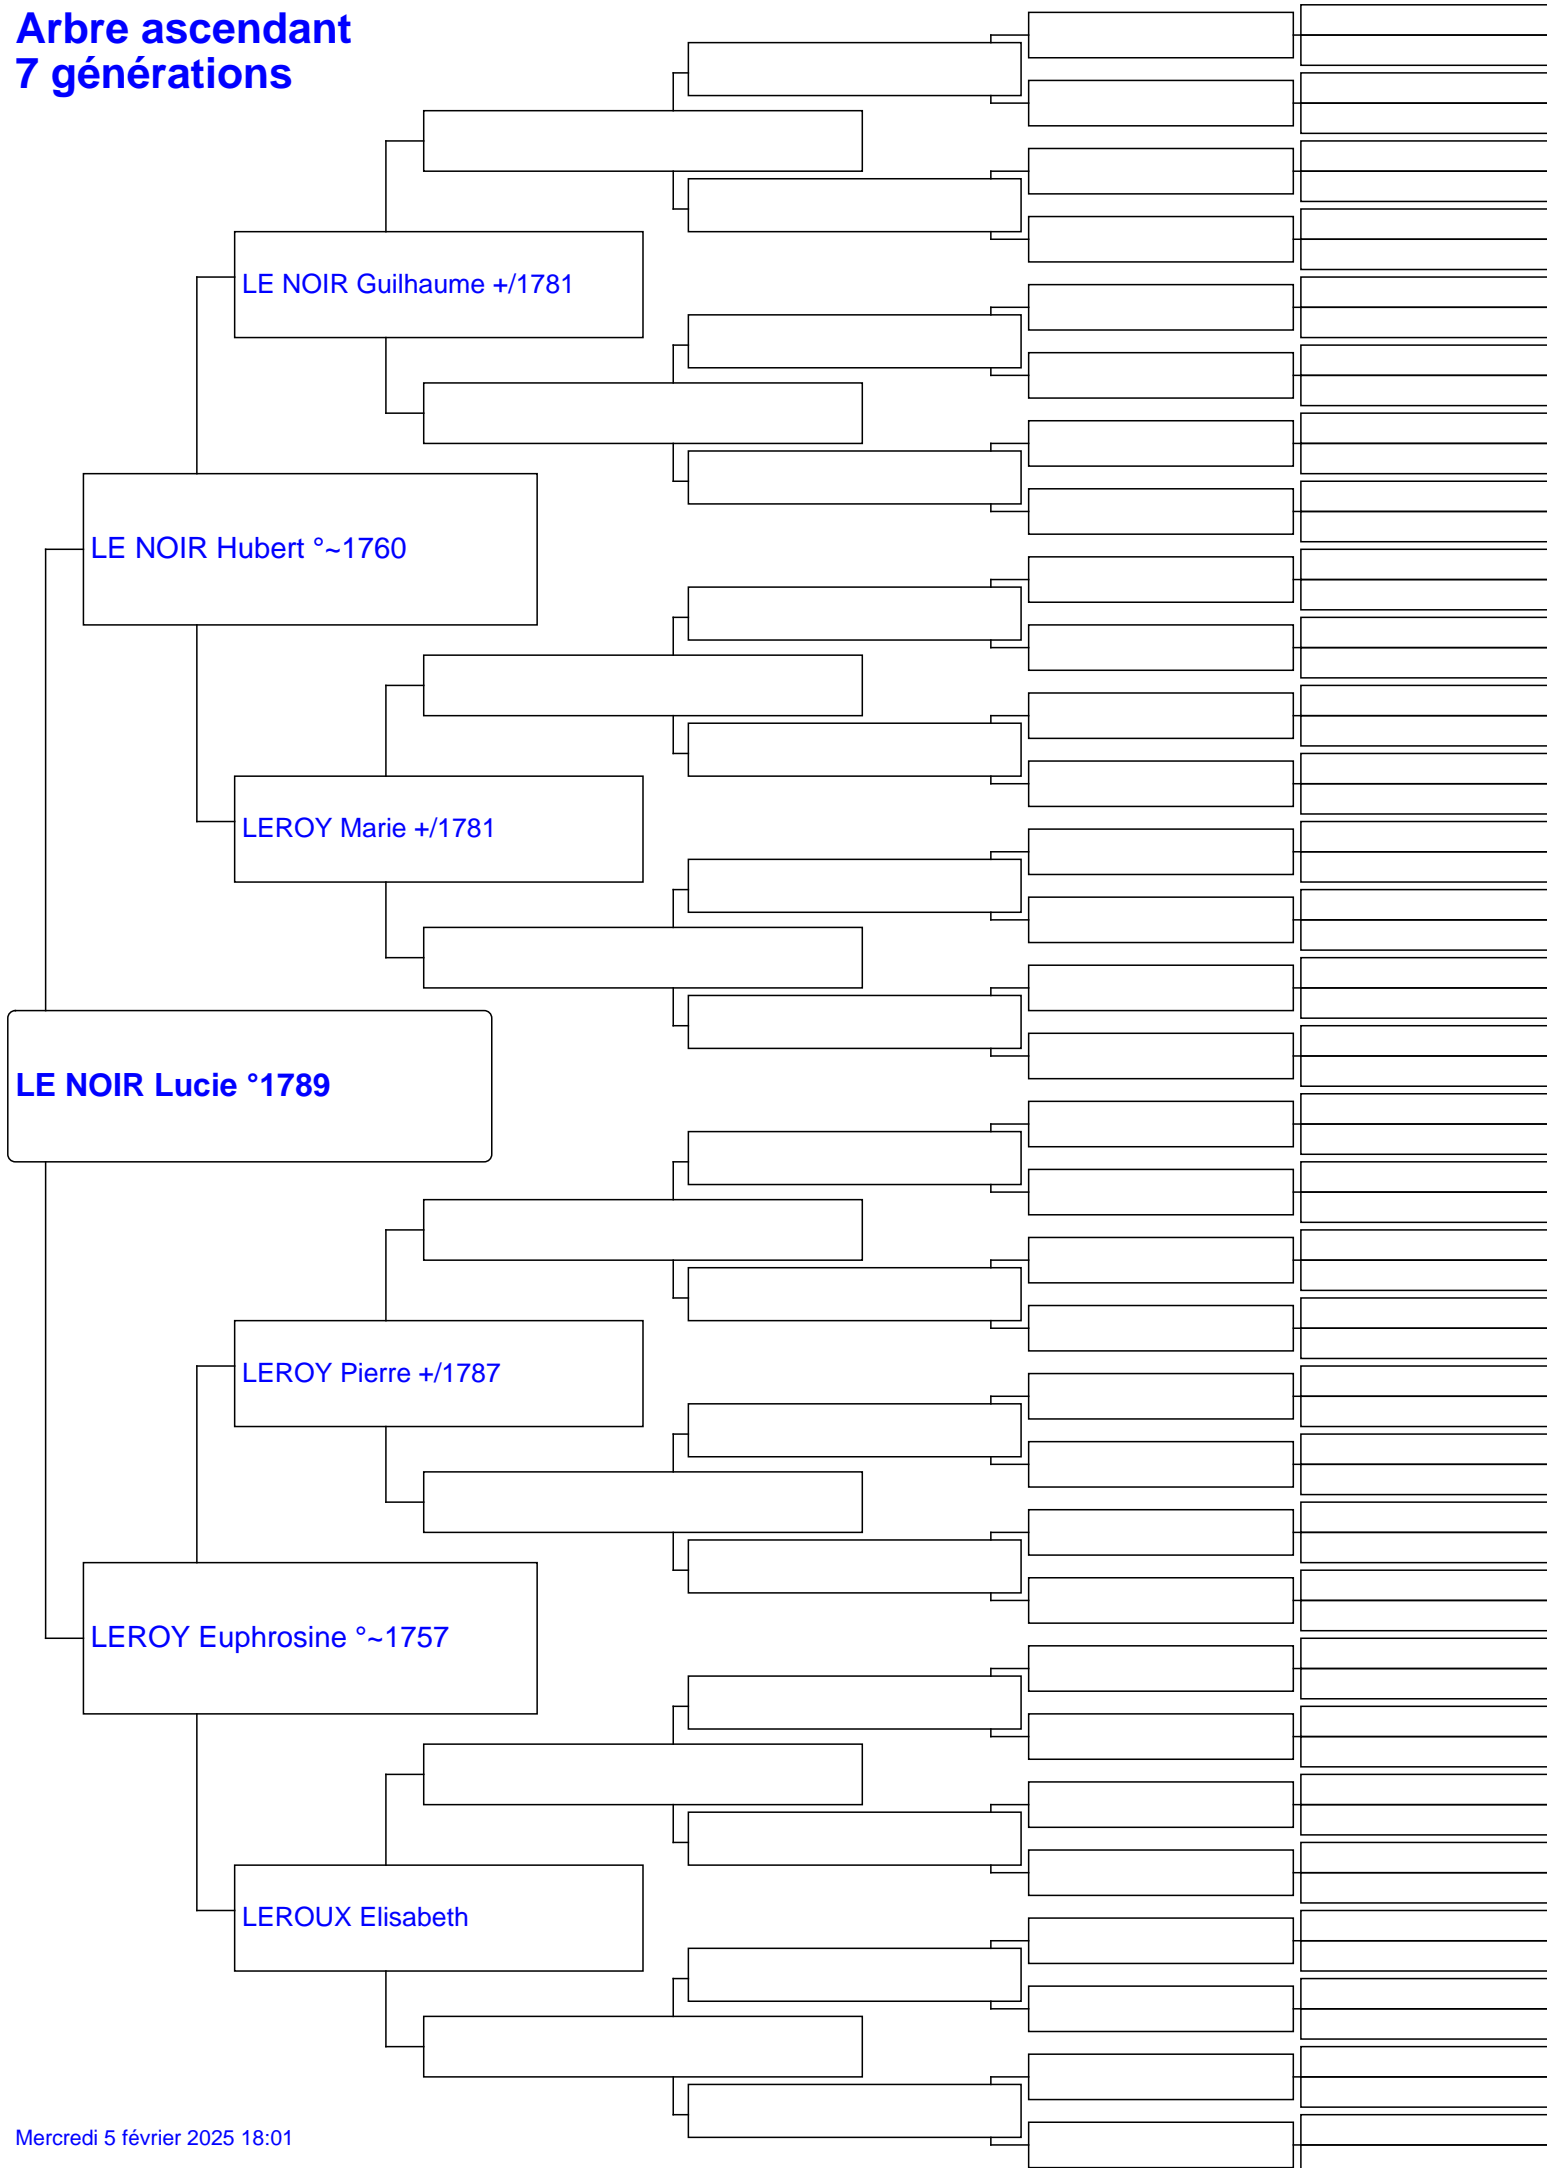 Arbre ascendant
7 générations
LE NOIR Guilhaume +/1781
LE NOIR Hubert °~1760
LEROY Marie +/1781
LE NOIR Lucie °1789
LEROY Pierre +/1787
LEROY Euphrosine °~1757
LEROUX Elisabeth
Mercredi 5 février 2025 18:01